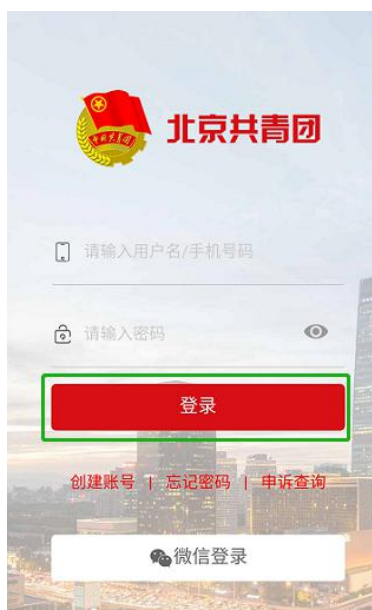 北京共青团
请输入用户名/手机号码
请输入密码
登录
创建账号 | 忘记密码 | 申诉查询
微信登录